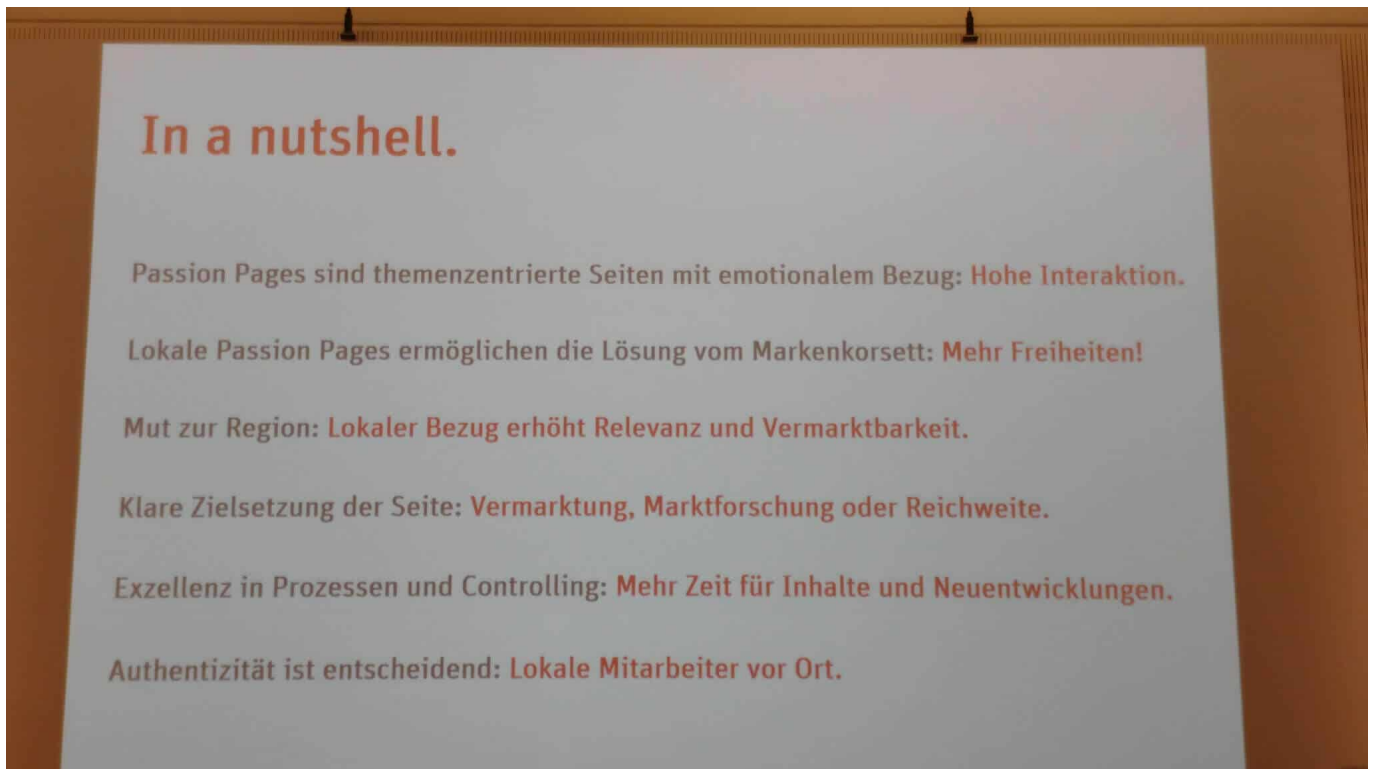 In a nutshell.
Passion Pages sind themenzentrierte Seiten mit emotionalem Bezug: Hohe Interaktion.
Lokale Passion Pages ermöglichen die Lösung vom Markenkorsett: Mehr Freiheiten!
Mut zur Region: Lokaler Bezug erhöht Relevanz und Vermarktbarkeit.
Klare Zielsetzung der Seite: Vermarktung, Marktforschung oder Reichweite.
Exzellenz in Prozessen und Controlling: Mehr Zeit für Inhalte und Neuentwicklungen.
Authentizität ist entscheidend: Lokale Mitarbeiter vor Ort.